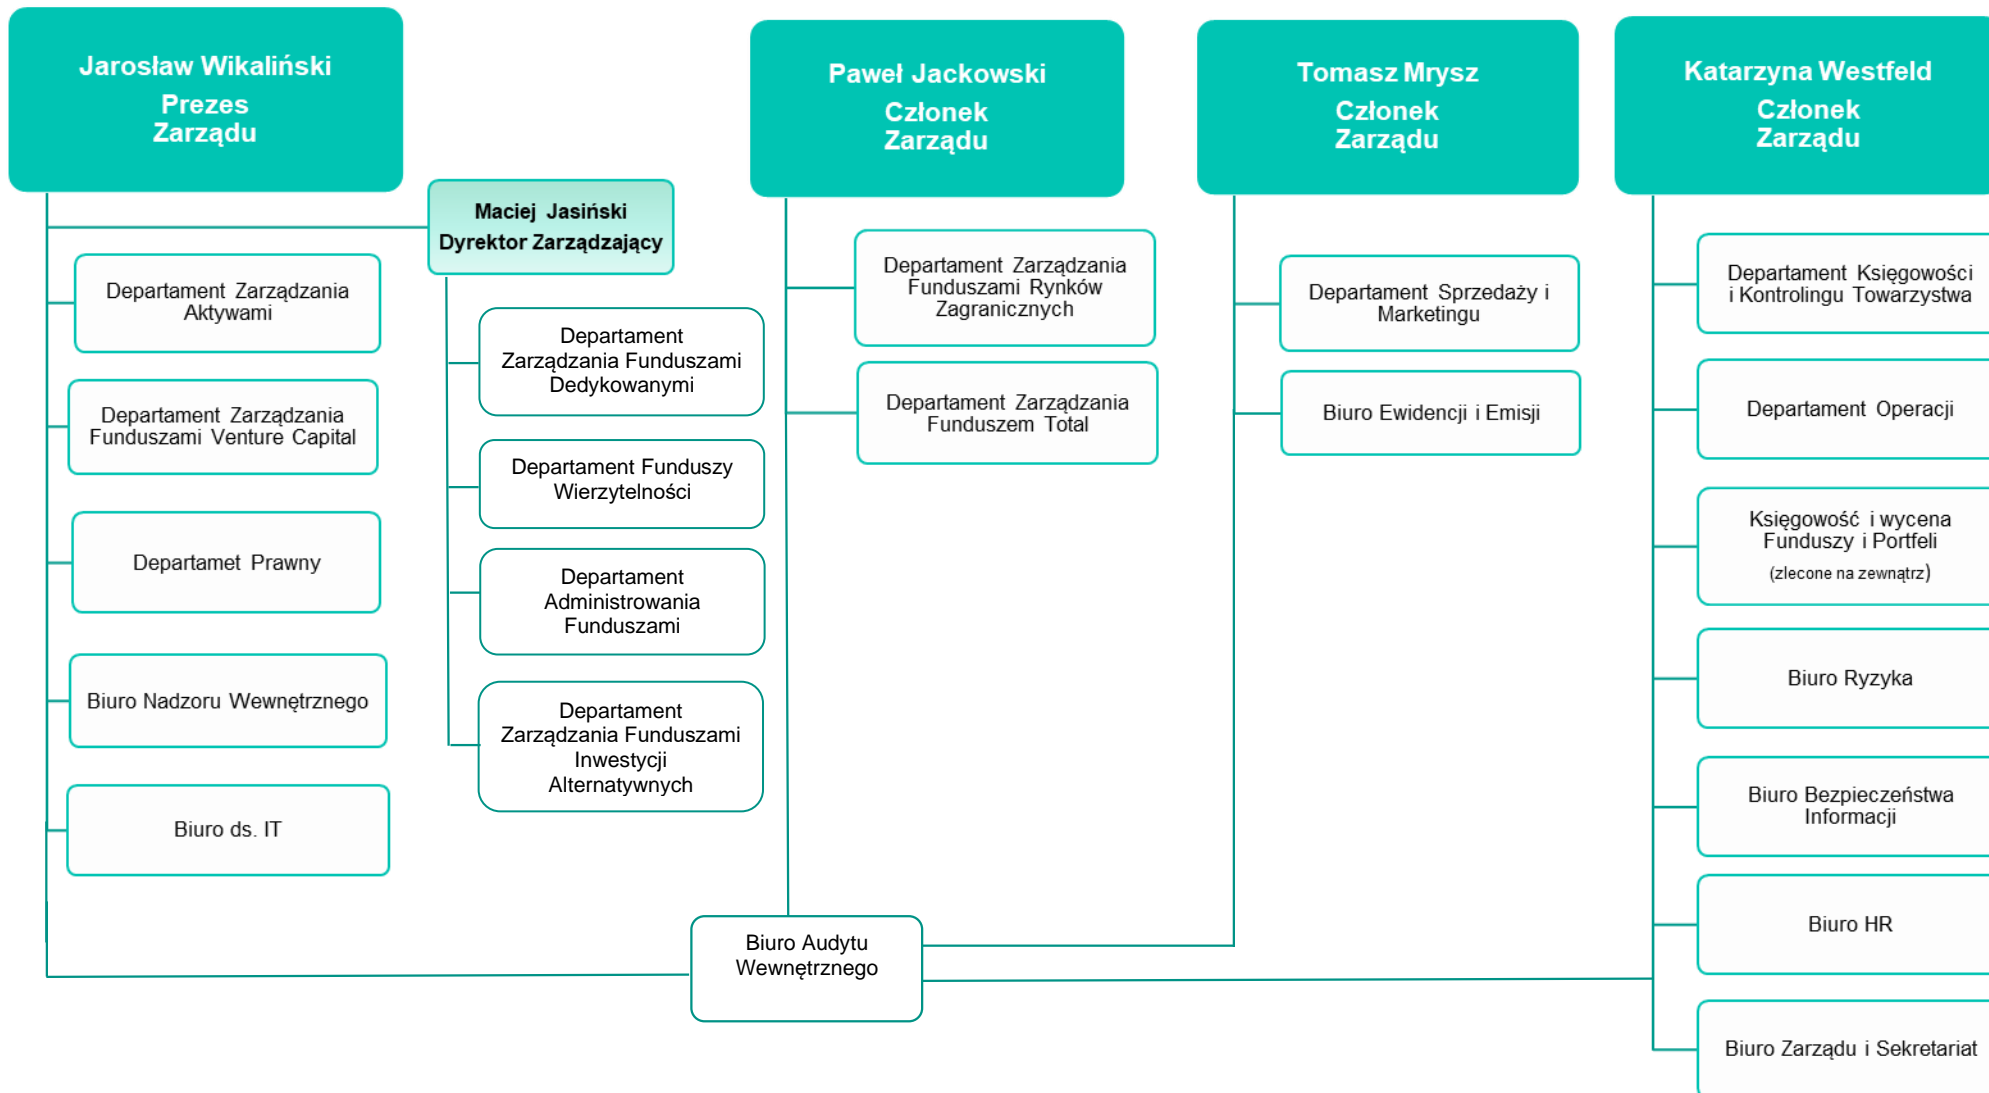 Jarosław Wikaliński
Prezes
Zarządu
Maciej Jasiński
Dyrektor Zarządzający
Departament Zarządzania
Aktywami
Departament Zarządzania
Funduszami Venture Capital
Departamet Prawny
Biuro Nadzoru Wewnętrznego
Biuro ds. IT
Departament
Zarządzania Funduszami
Dedykowanymi
Departament Funduszy
Wierzytelności
Departament
Administrowania
Funduszami
Departament
Zarządzania Funduszami
Inwestycji
Alternatywnych
Paweł Jackowski
Członek
Zarządu
Departament Zarządzania
Funduszami Rynków
Zagranicznych
Departament Zarządzania
Funduszem Total
Tomasz Mrysz
Członek
Zarządu
Departament Sprzedaży i
Marketingu
Biuro Ewidencji i Emisji
Katarzyna Westfeld
Członek
Zarządu
Departament Księgowości
i Kontrolingu Towarzystwa
Departament Operacji
Księgowość i wycena
Funduszy i Portfeli
(zlecone na zewnątrz)
Biuro Ryzyka
Biuro Bezpieczeństwa
Informacji
Biuro HR
Biuro Zarządu i Sekretariat
Biuro Audytu
Wewnętrznego